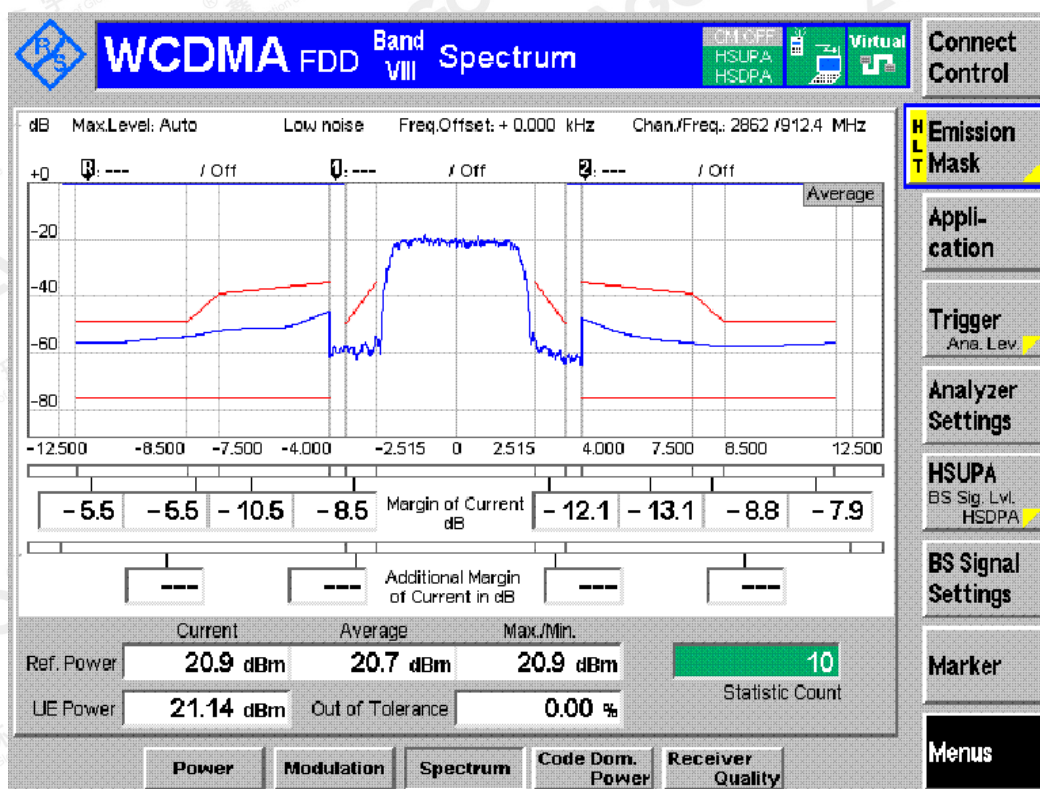 R&S
WCDMA FDD Band VIII Spectrum
CM:OFF
HSUPA
HSDPA
Virtual
Connect Control
dB Max.Level: Auto Low noise Freq.Offset: + 0.000 kHz Chan./Freq.: 2862 /912.4 MHz
R: --- / Off 1: --- / Off 2: --- / Off
Average
+0
-20
-40
-60
-80
-12.500 -8.500 -7.500 -4.000 -2.515 0 2.515 4.000 7.500 8.500 12.500
-5.5 -5.5 -10.5 -8.5 Margin of Current dB -12.1 -13.1 -8.8 -7.9
--- --- Additional Margin of Current in dB --- ---
Current Average Max./Min.
Ref. Power 20.9 dBm 20.7 dBm 20.9 dBm 10
Statistic Count
UE Power 21.14 dBm Out of Tolerance 0.00 %
HLT
Emission Mask
Appli-
cation
Trigger
Ana. Lev.
Analyzer
Settings
HSUPA
BS Sig. Lvl.
HSDPA
BS Signal
Settings
Marker
Menus
Power Modulation Spectrum Code Dom. Power Receiver Quality